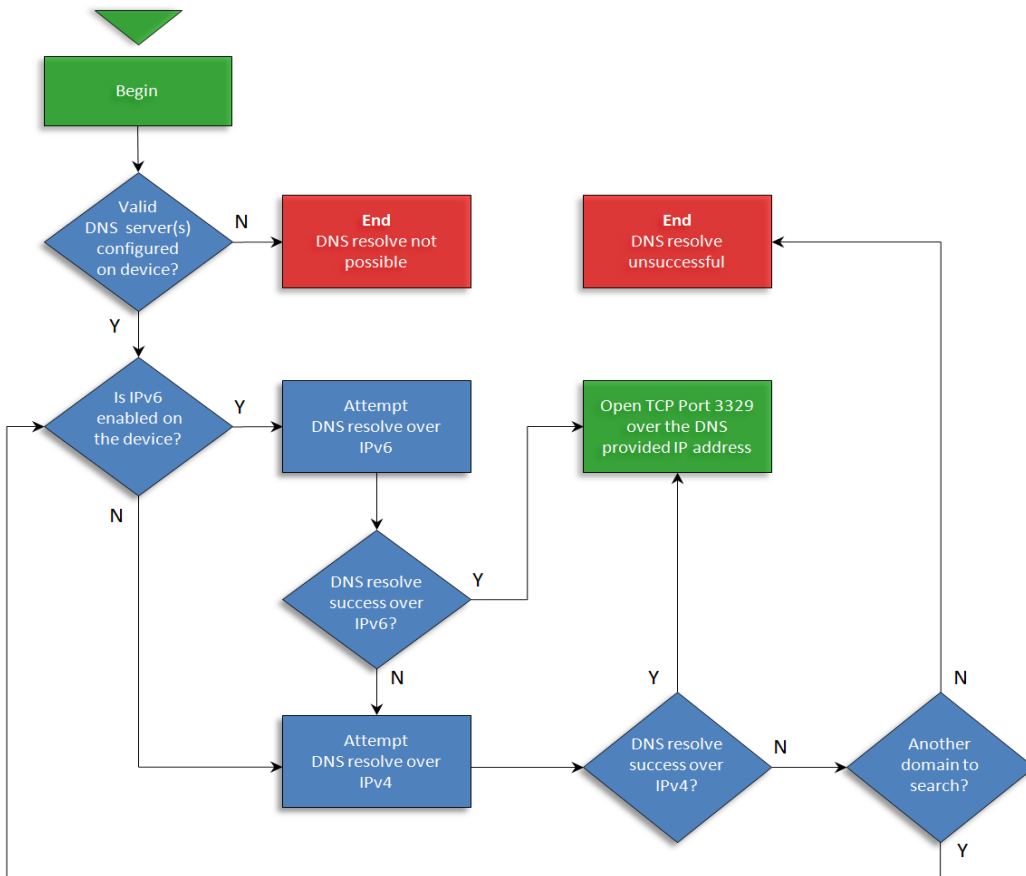 Begin
Valid
DNS server(s)
configured
on device?
N
End
DNS resolve not
possible
End
DNS resolve
unsuccessful
Y
Is IPv6
enabled on
the device?
Y
Attempt
DNS resolve over
IPv6
Open TCP Port 3329
over the DNS
provided IP address
N
DNS resolve
success over
IPv6?
Y
N
Attempt
DNS resolve over
IPv4
Y
DNS resolve
success over
IPv4?
N
N
Another
domain to
search?
Y